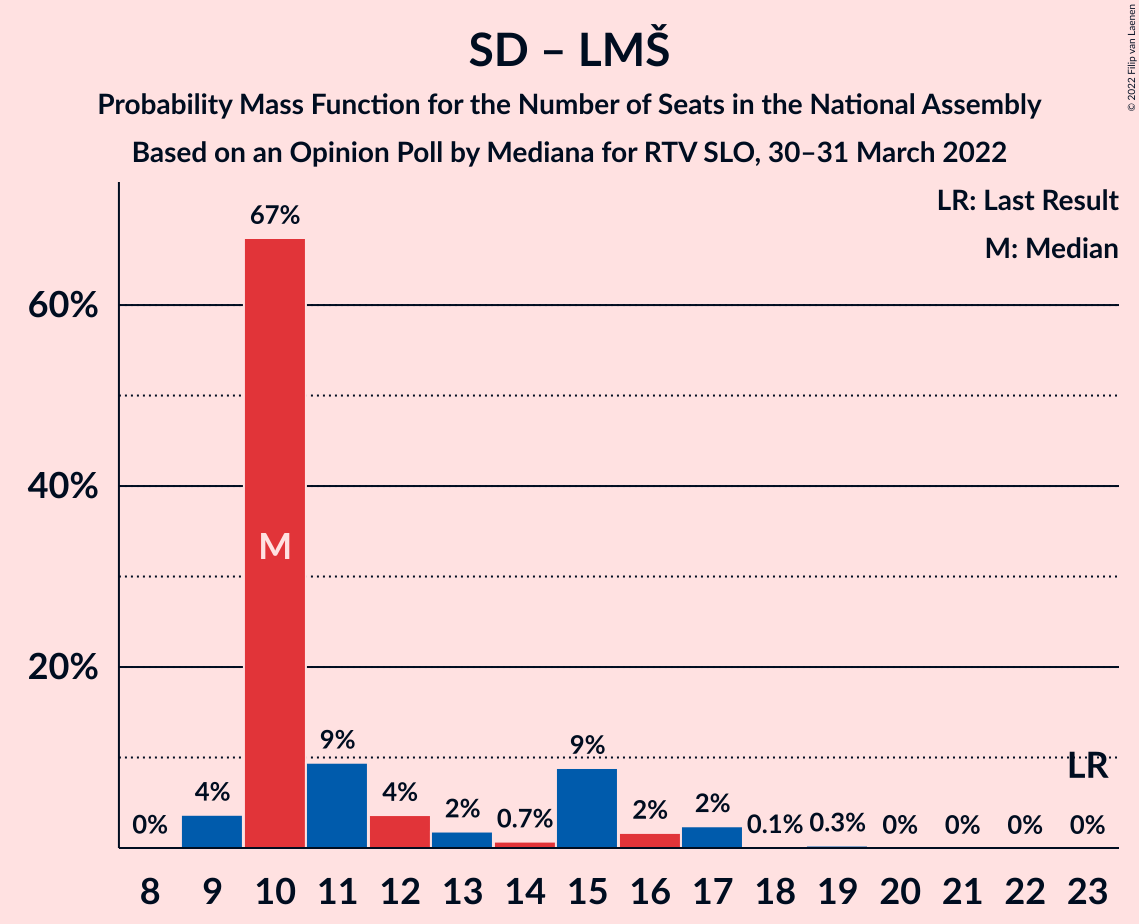 SD – LMŠ
Probability Mass Function for the Number of Seats in the National Assembly
Based on an Opinion Poll by Mediana for RTV SLO, 30–31 March 2022
© 2022 Filip van Laenen
LR: Last Result
M: Median
60%
40%
20%
0% 4% 67% 9% 4% 2% 0.7% 9% 2% 2% 0.1% 0.3% 0% 0% 0% 0%
M
LR
8 9 10 11 12 13 14 15 16 17 18 19 20 21 22 23